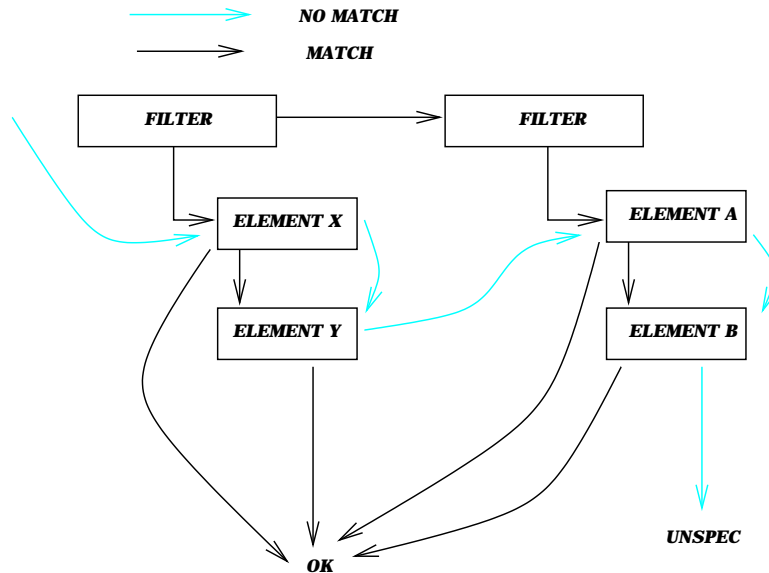 NO MATCH
MATCH
FILTER
FILTER
ELEMENT X
ELEMENT A
ELEMENT Y
ELEMENT B
UNSPEC
OK